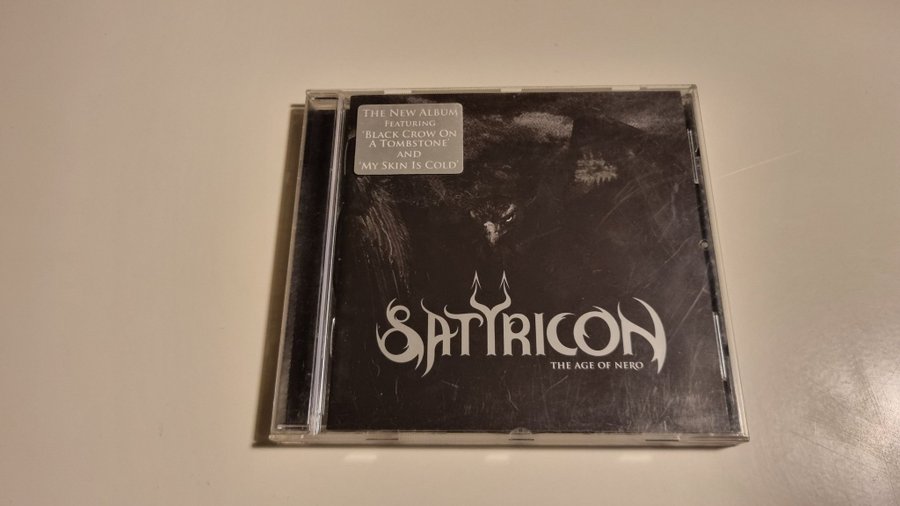 The New Album
Featuring
'Black Crow On
A Tombstone'
and
'My Skin Is Cold'
SATYRICON
THE AGE OF NERO